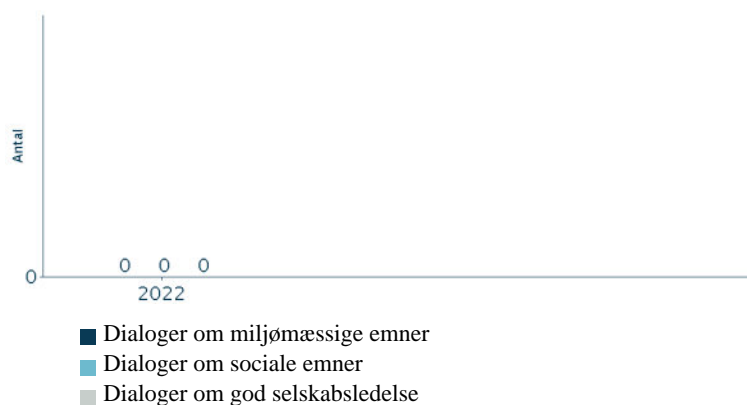 Antal
0 0 0
0
2022
Dialoger om miljømæssige emner
Dialoger om sociale emner
Dialoger om god selskabsledelse